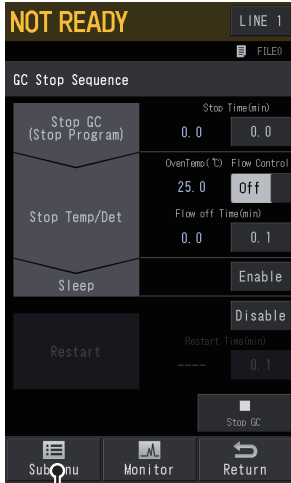 NOT READY
LINE 1
FILE0
GC Stop Sequence
Stop GC
(Stop Program)
Stop Time(min)
0.0
0.0
OvenTemp(℃) Flow Control
25.0
Off
Stop Temp/Det
Flow off Time(min)
0.0
0.1
Sleep
Enable
Disable
Restart
Restart Time(min)
----
0.1
Stop GC
Monitor
Return